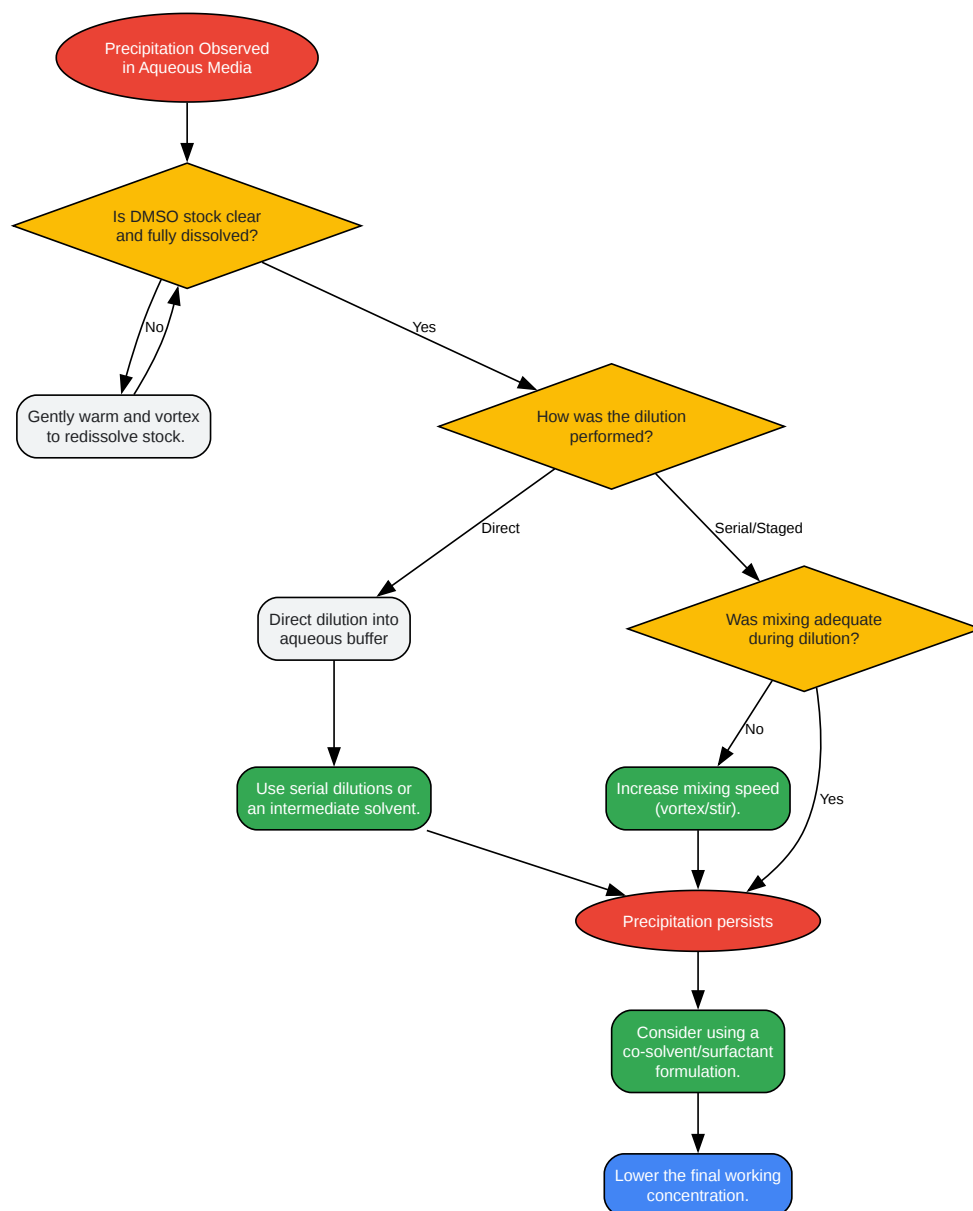 Precipitation Observed
in Aqueous Media
Is DMSO stock clear
and fully dissolved?
No
Yes
Gently warm and vortex
to redissolve stock.
How was the dilution
performed?
Direct
Serial/Staged
Direct dilution into
aqueous buffer
Was mixing adequate
during dilution?
No
Yes
Use serial dilutions or
an intermediate solvent.
Increase mixing speed
(vortex/stir).
Precipitation persists
Consider using a
co-solvent/surfactant
formulation.
Lower the final working
concentration.